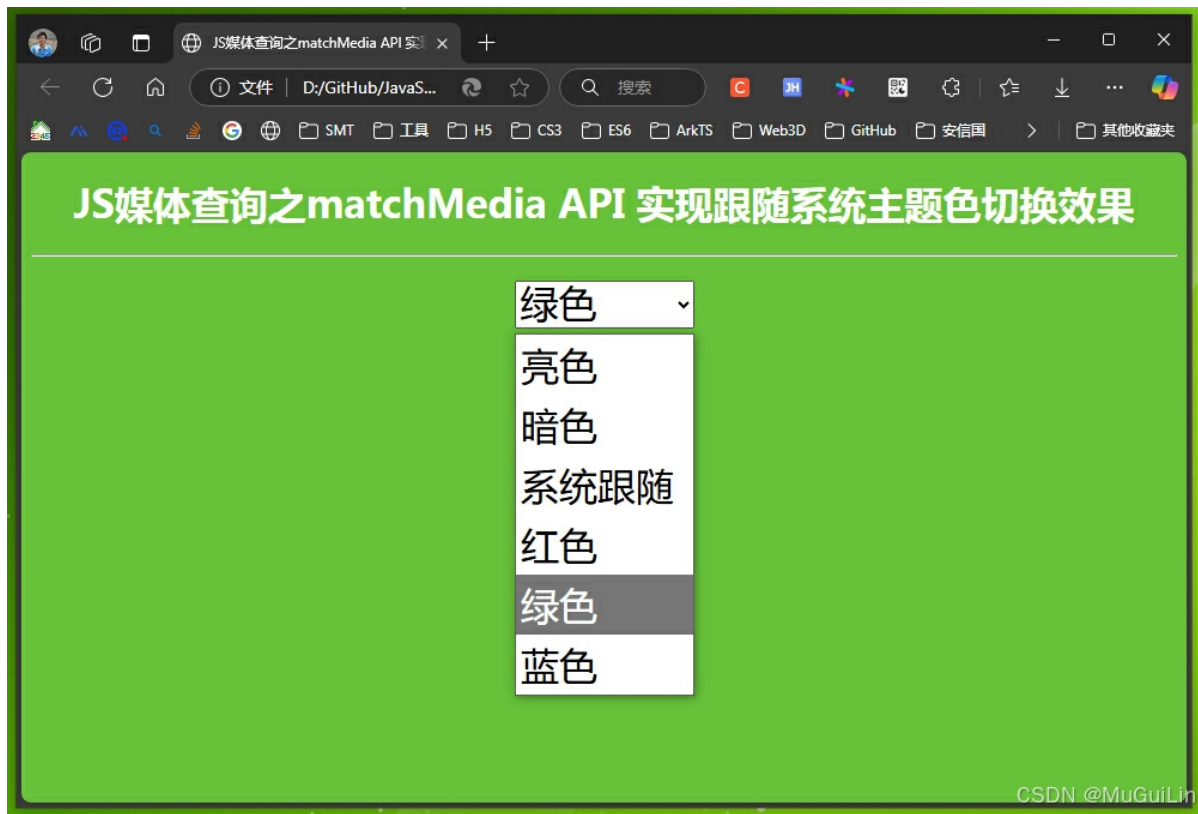 JS媒体查询之matchMedia API 实
文件 D:/GitHub/JavaS... 搜索 C JH
2345 SMT 工具 H5 CSS3 ES6 ArkTS Web3D GitHub 安信国 其他收藏夹
JS媒体查询之matchMedia API 实现跟随系统主题色切换效果
绿色
亮色
暗色
系统跟随
红色
绿色
蓝色
CSDN @MuGuiLin